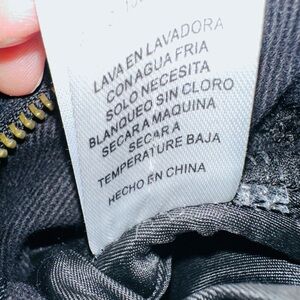 LAVA EN LAVADORA
CON AGUA FRIA
SOLO NECESITA
BLANQUEO SIN CLORO
SECAR A MAQUINA
SECAR A
TEMPERATURE BAJA
HECHO EN CHINA